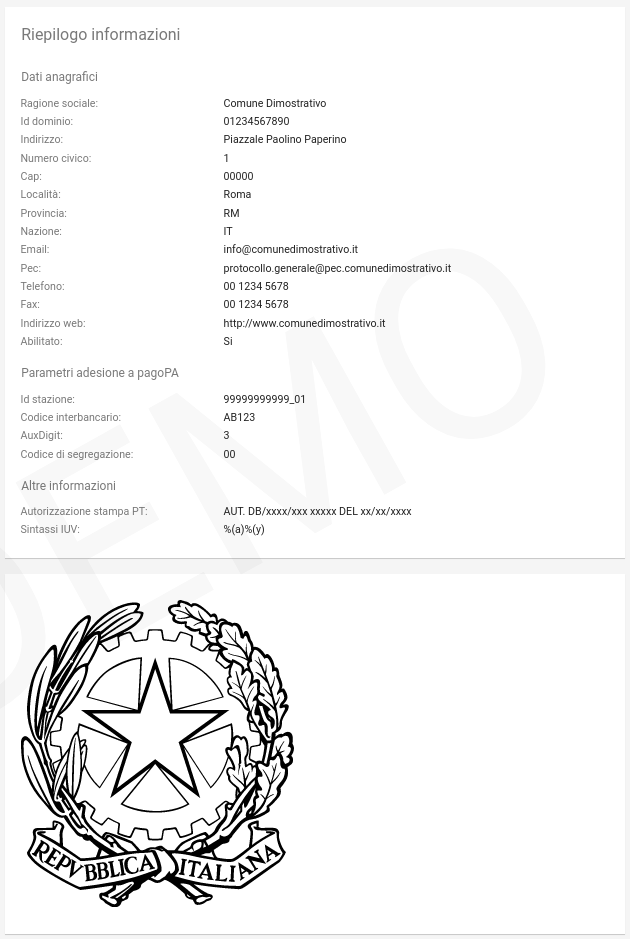 Riepilogo informazioni
Dati anagrafici
Ragione sociale: Comune Dimostrativo
Id dominio: 01234567890
Indirizzo: Piazzale Paolino Paperino
Numero civico: 1
Cap: 00000
Località: Roma
Provincia: RM
Nazione: IT
Email: info@comunedimostrativo.it
Pec: protocollo.generale@pec.comunedimostrativo.it
Telefono: 00 1234 5678
Fax: 00 1234 5678
Indirizzo web: http://www.comunedimostrativo.it
Abilitato: Si
Parametri adesione a pagoPA
Id stazione: 99999999999_01
Codice interbancario: AB123
AuxDigit: 3
Codice di segregazione: 00
Altre informazioni
Autorizzazione stampa PT: AUT. DB/xxxx/xxx xxxxx DEL xx/xx/xxxx
Sintassi IUV: %(a)%(y)
DEMO
REPVBBLICA ITALIANA